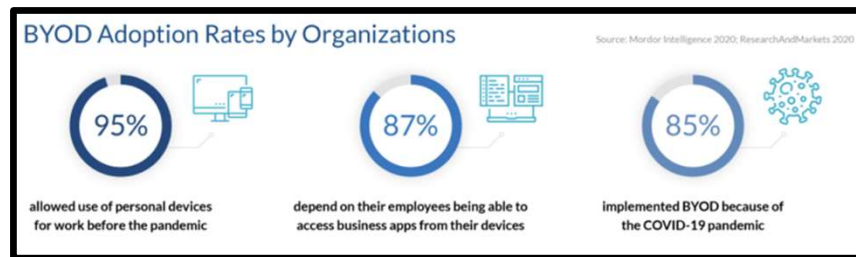 BYOD Adoption Rates by Organizations
Source: Mordor Intelligence 2020; ResearchAndMarkets 2020
95%
87%
85%
allowed use of personal devices
for work before the pandemic
depend on their employees being able to
access business apps from their devices
implemented BYOD because of
the COVID-19 pandemic